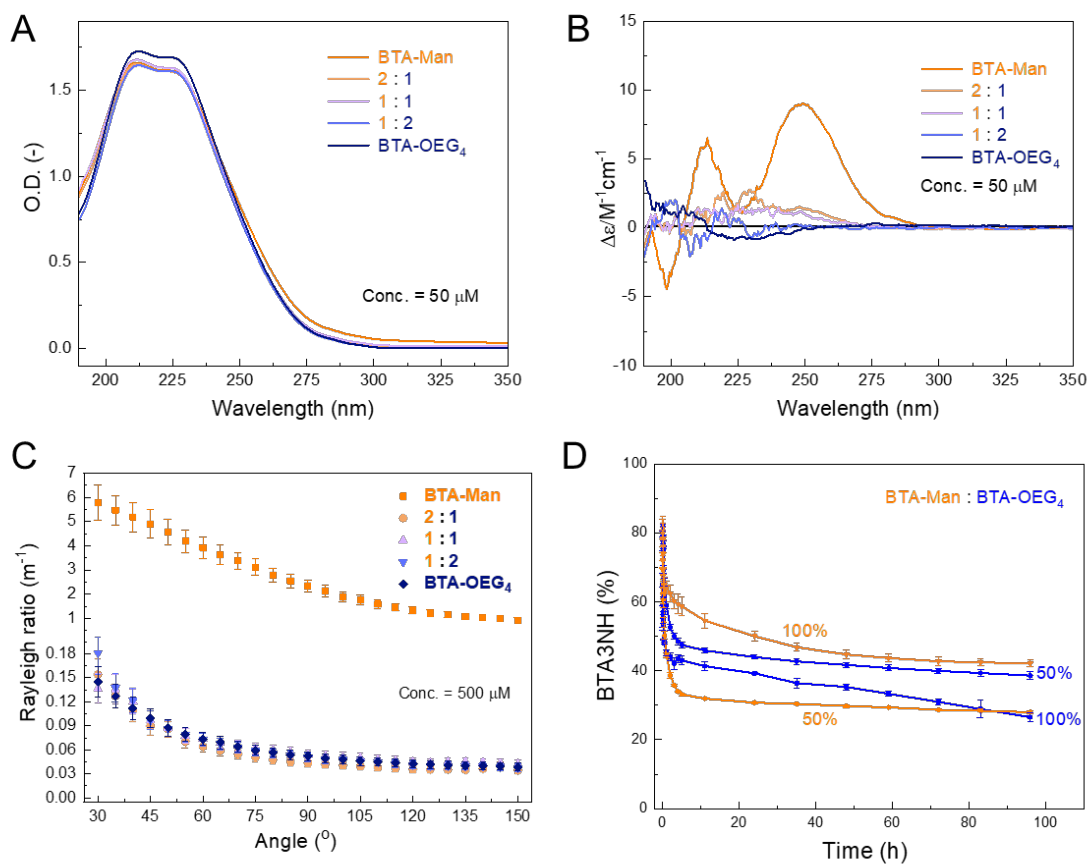 A
BTA-Man
2 : 1
1 : 1
1 : 2
BTA-OEG₄
Conc. = 50 μM
O.D. (-)
1.5
1.0
0.5
0.0
200 225 250 275 300 325 350
Wavelength (nm)
B
BTA-Man
2 : 1
1 : 1
1 : 2
BTA-OEG₄
Conc. = 50 μM
Δε/M⁻¹cm⁻¹
15
10
5
0
-5
-10
200 225 250 275 300 325 350
Wavelength (nm)
C
BTA-Man
2 : 1
1 : 1
1 : 2
BTA-OEG₄
Conc. = 500 μM
Rayleigh ratio (m⁻¹)
7
6
5
4
3
2
1
0.18
0.15
0.12
0.09
0.06
0.03
0.00
30 45 60 75 90 105 120 135 150
Angle (°)
D
BTA-Man : BTA-OEG₄
100%
50%
50%
100%
BTA3NH (%)
100
80
60
40
20
0
0 20 40 60 80 100
Time (h)